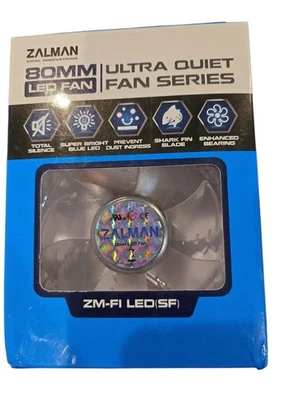 ZALMAN
COOL INNOVATIONS
80MM
LED FAN
ULTRA QUIET
FAN SERIES
TOTAL
SILENCE
SUPER BRIGHT
BLUE LED
PREVENT
DUST INGRESS
SHARK FIN
BLADE
ENHANCED
BEARING
CE
ZALMAN
ZM-F1 LED(SF)